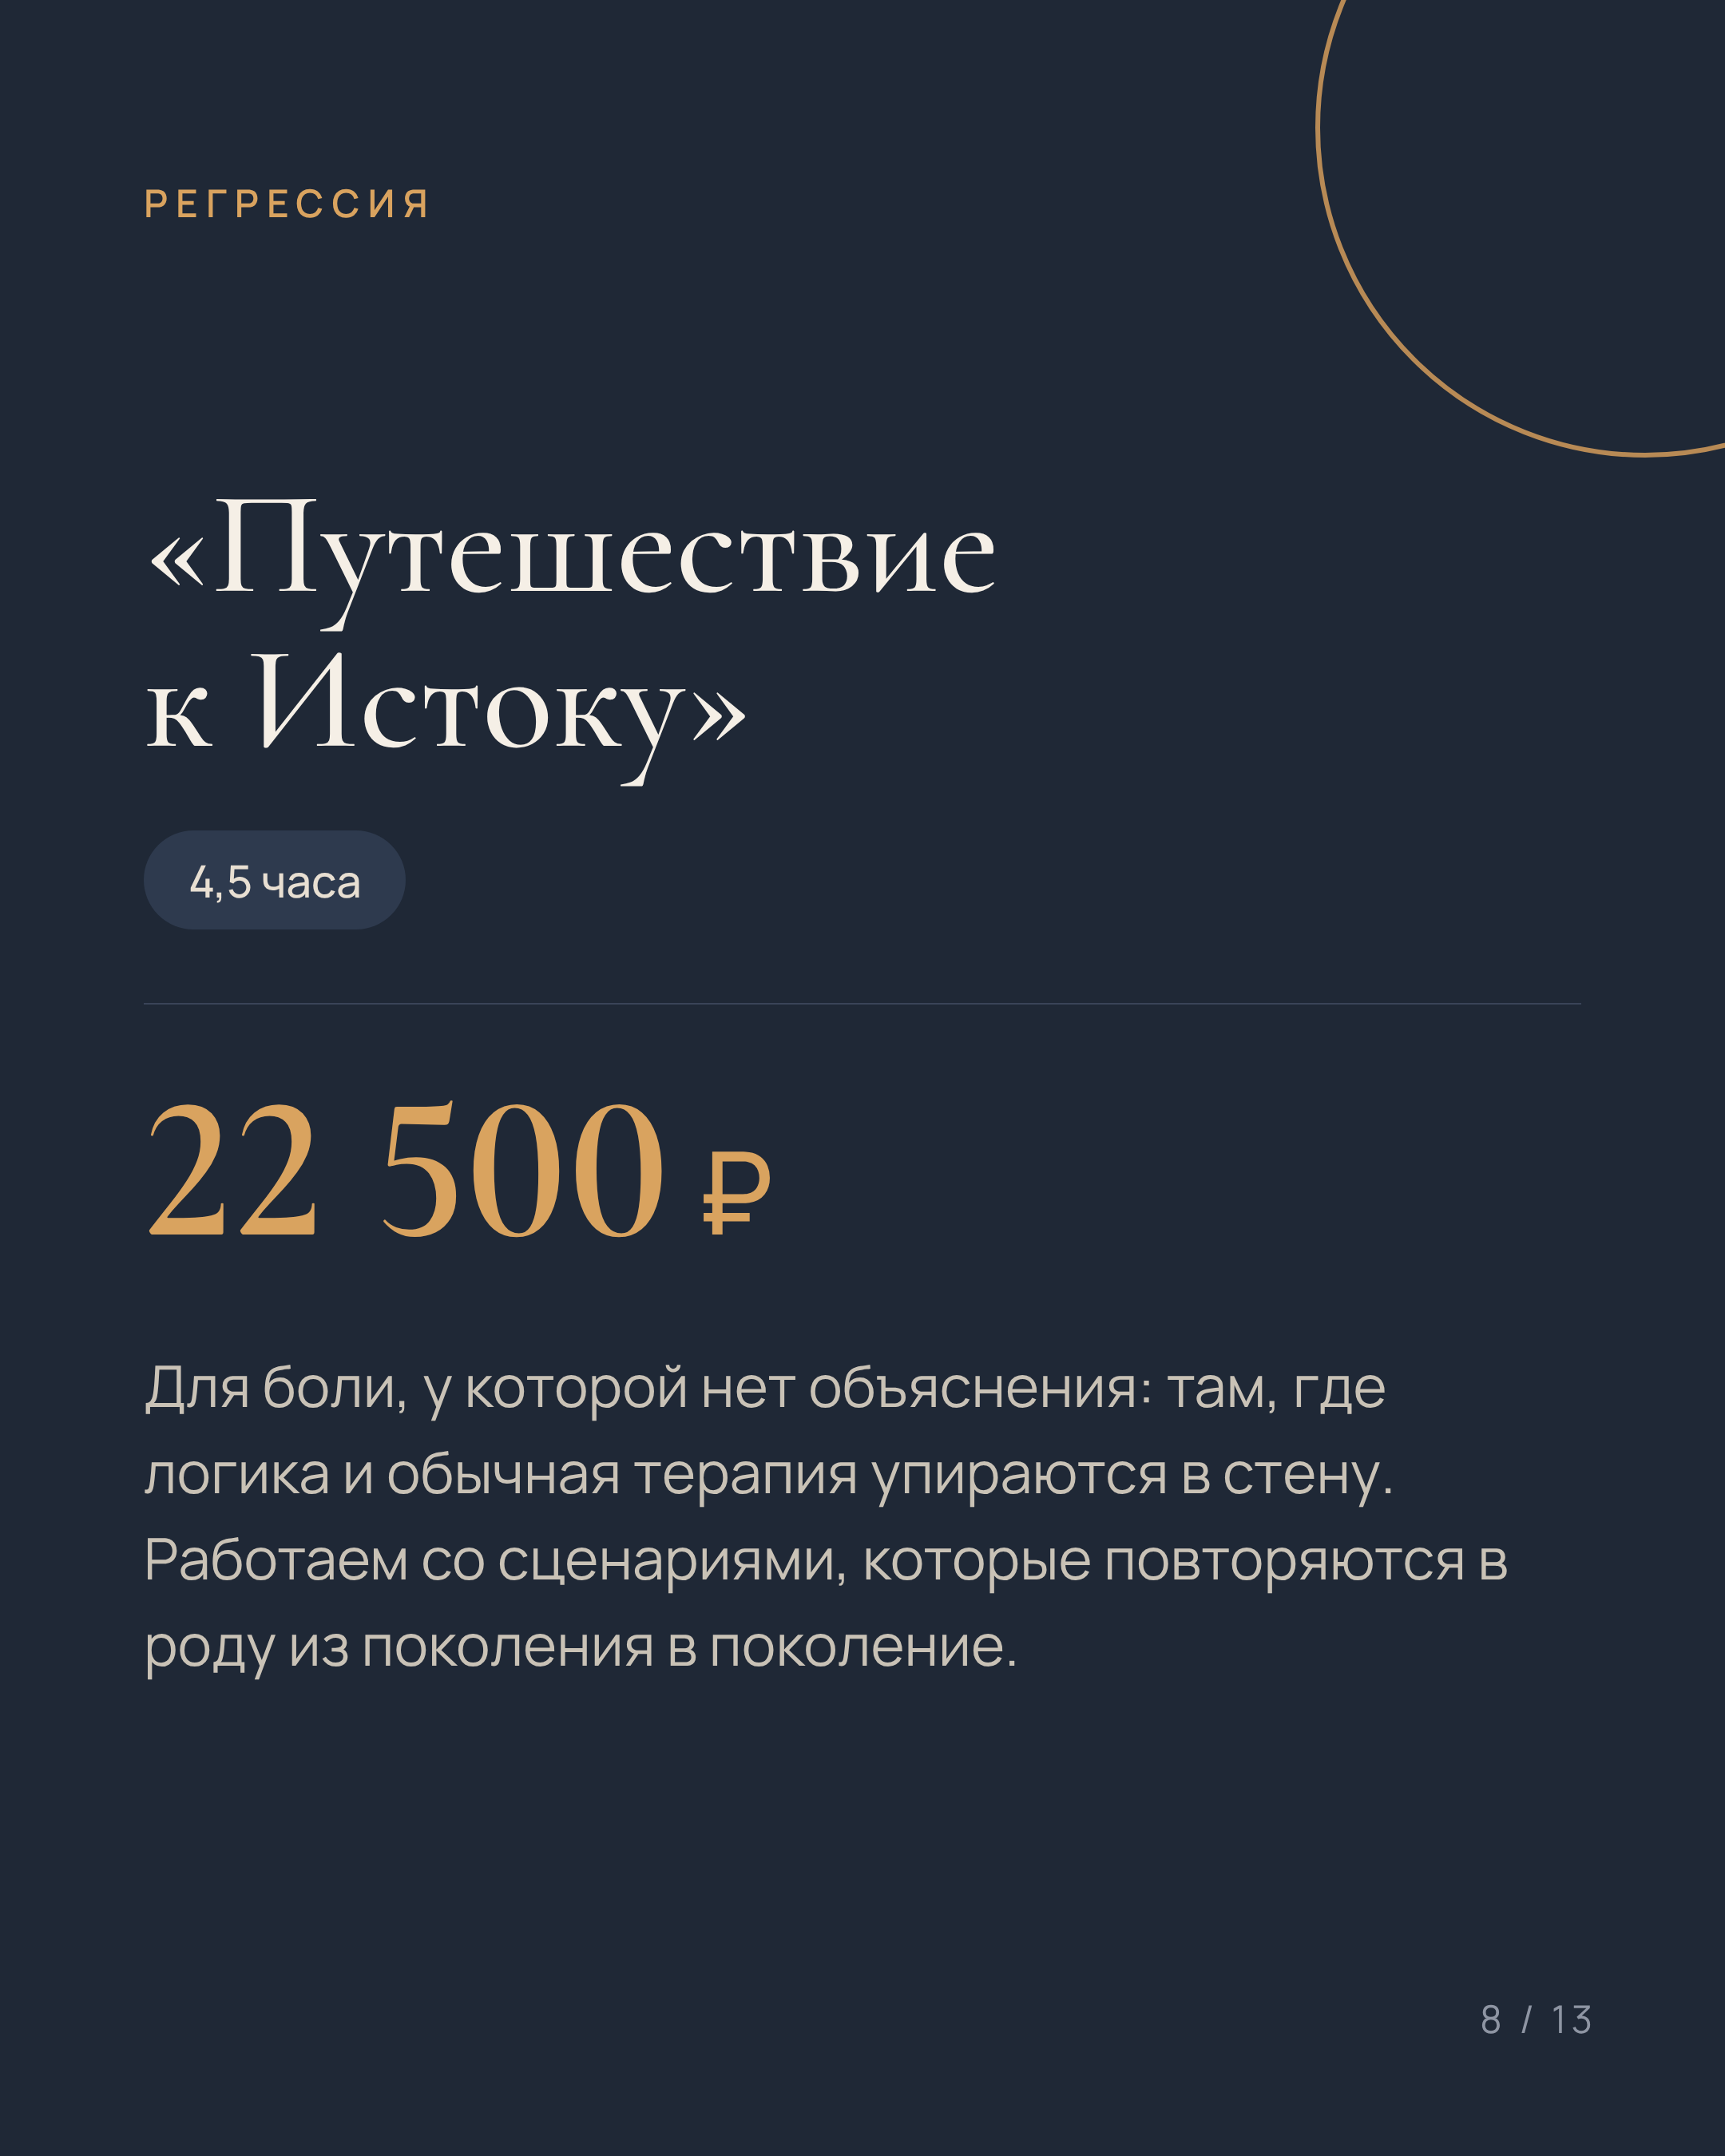 РЕГРЕССИЯ
«Путешествие
к Истоку»
4,5 часа
22 500 ₽
Для боли, у которой нет объяснения: там, где
логика и обычная терапия упираются в стену.
Работаем со сценариями, которые повторяются в
роду из поколения в поколение.
8 / 13